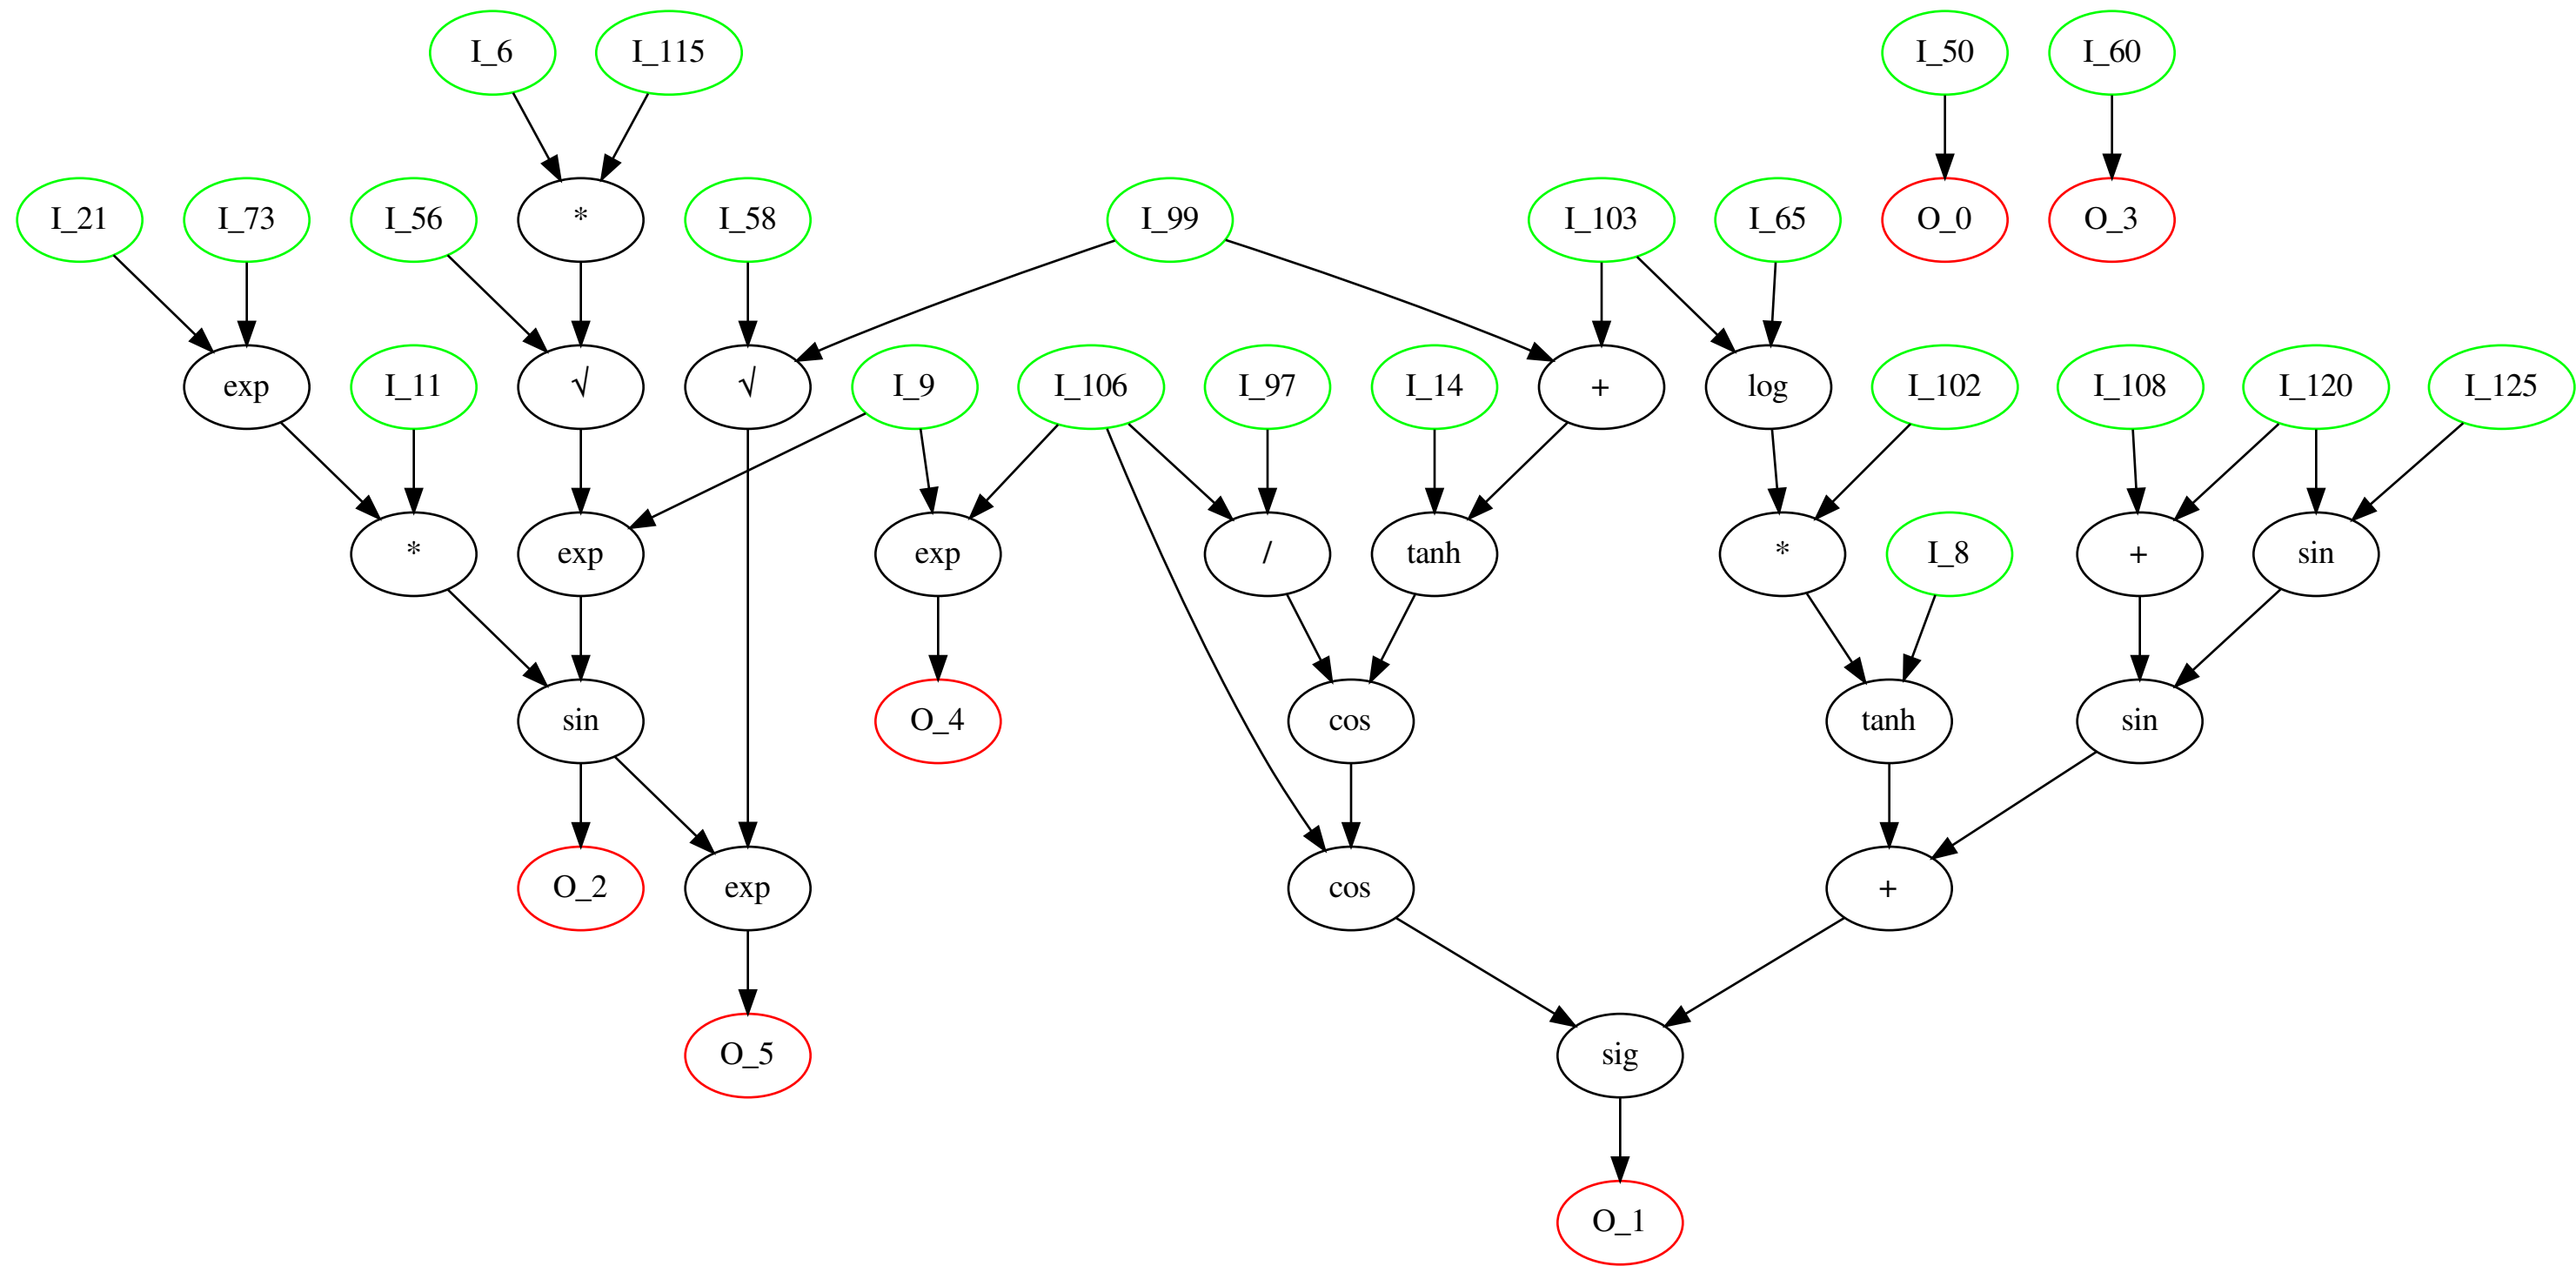 I_6 I_115 I_50 I_60
I_21 I_73 I_56 * I_58 I_99 I_103 I_65 O_0 O_3
exp I_11 √ √ I_9 I_106 I_97 I_14 + log I_102 I_108 I_120 I_125
* exp exp / tanh * I_8 + sin
sin O_4 cos tanh sin
O_2 exp cos +
O_5 sig
O_1